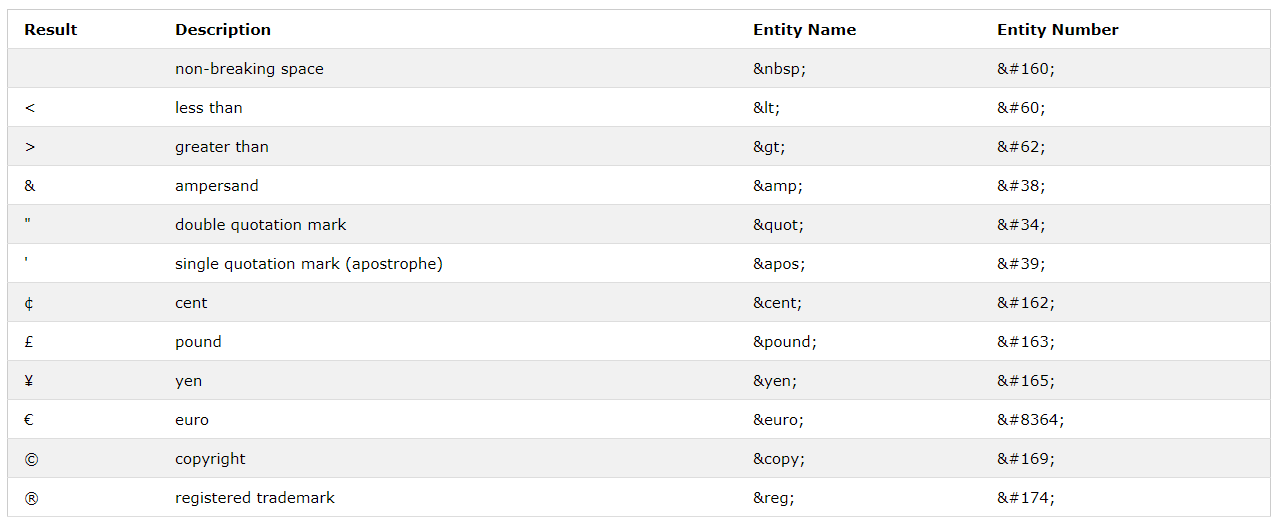 Result Description Entity Name Entity Number
non-breaking space &nbsp; &#160;
< less than &lt; &#60;
> greater than &gt; &#62;
& ampersand &amp; &#38;
" double quotation mark &quot; &#34;
' single quotation mark (apostrophe) &apos; &#39;
¢ cent &cent; &#162;
£ pound &pound; &#163;
¥ yen &yen; &#165;
€ euro &euro; &#8364;
© copyright &copy; &#169;
® registered trademark &reg; &#174;